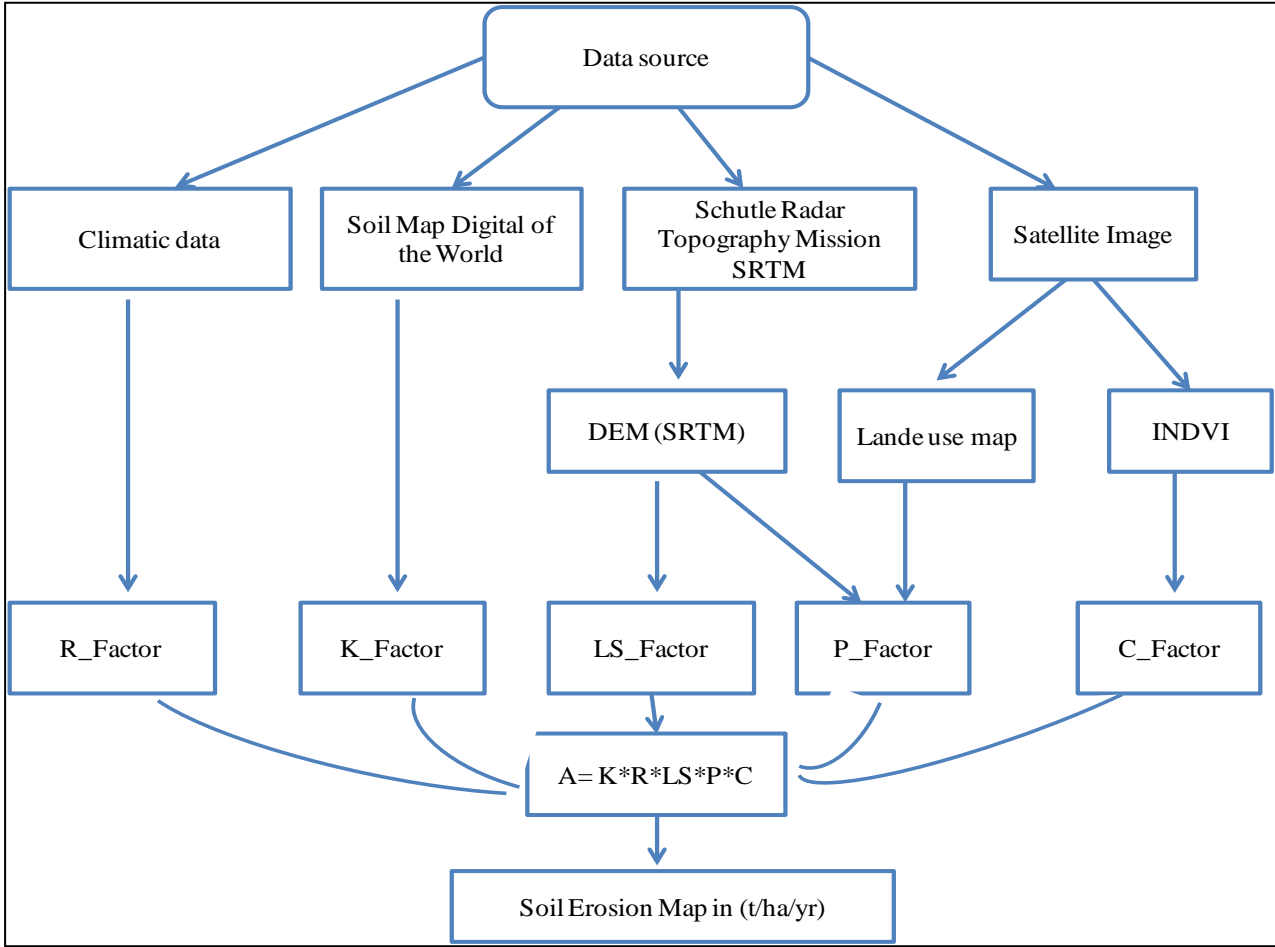 Data source
Climatic data
Soil Map Digital of
the World
Schutle Radar
Topography Mission
SRTM
Satellite Image
DEM (SRTM)
Lande use map
INDVI
R_Factor
K_Factor
LS_Factor
P_Factor
C_Factor
A= K*R*LS*P*C
Soil Erosion Map in (t/ha/yr)